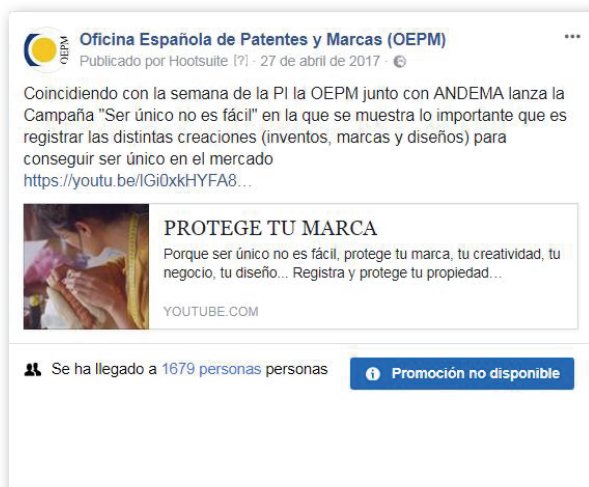 OEPM
Oficina Española de Patentes y Marcas (OEPM)
Publicado por Hootsuite [?] · 27 de abril de 2017 ·
Coincidiendo con la semana de la PI la OEPM junto con ANDEMA lanza la
Campaña "Ser único no es fácil" en la que se muestra lo importante que es
registrar las distintas creaciones (inventos, marcas y diseños) para
conseguir ser único en el mercado
https://youtu.be/IGi0xkHYFA8...
PROTEGE TU MARCA
Porque ser único no es fácil, protege tu marca, tu creatividad, tu
negocio, tu diseño... Registra y protege tu propiedad...
YOUTUBE.COM
Se ha llegado a 1679 personas personas
Promoción no disponible